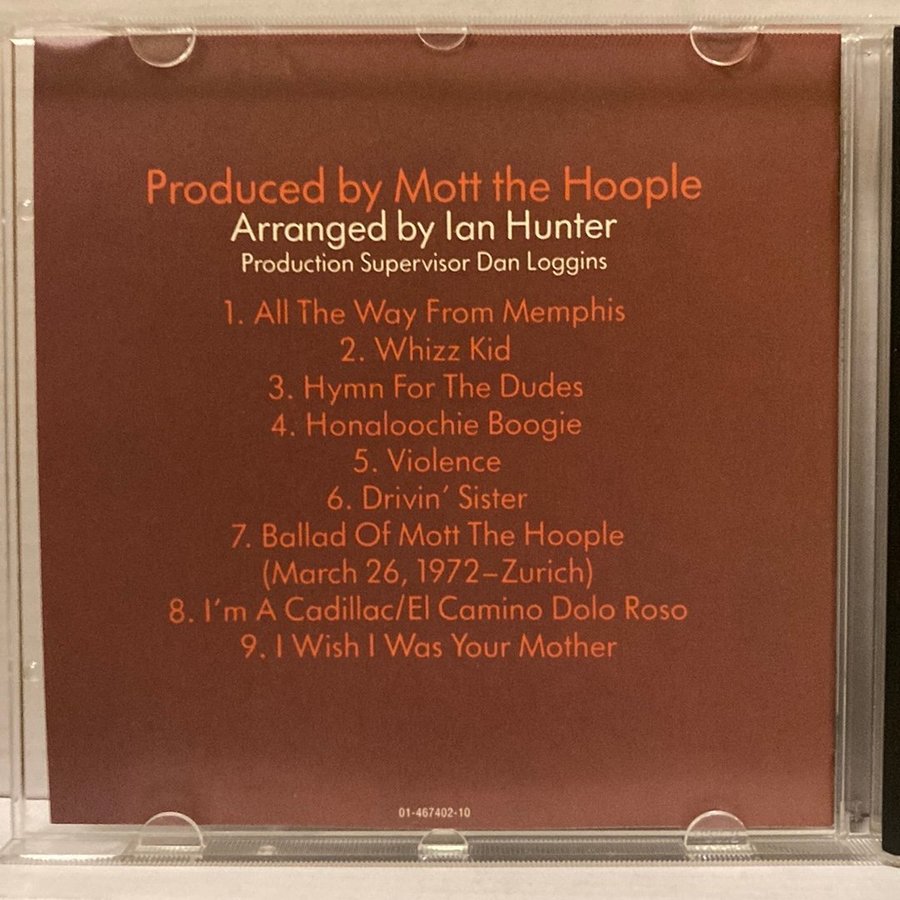 Produced by Mott the Hoople
Arranged by Ian Hunter
Production Supervisor Dan Loggins
1. All The Way From Memphis
2. Whizz Kid
3. Hymn For The Dudes
4. Honaloochie Boogie
5. Violence
6. Drivin' Sister
7. Ballad Of Mott The Hoople
(March 26, 1972–Zurich)
8. I'm A Cadillac/El Camino Dolo Roso
9. I Wish I Was Your Mother
01-467402-10